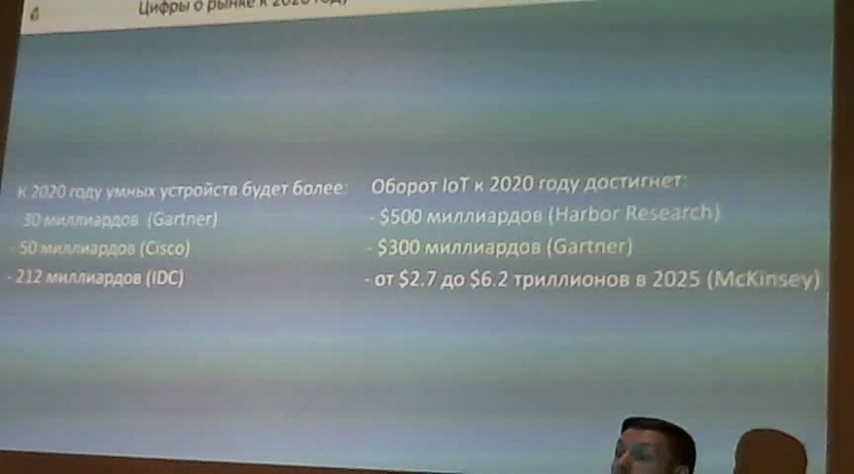 Цифры о рынке к 2020 году
К 2020 году умных устройств будет более:
30 миллиардов (Gartner)
- 50 миллиардов (Cisco)
- 212 миллиардов (IDC)
Оборот IoT к 2020 году достигнет:
- $500 миллиардов (Harbor Research)
- $300 миллиардов (Gartner)
- от $2.7 до $6.2 триллионов в 2025 (McKinsey)